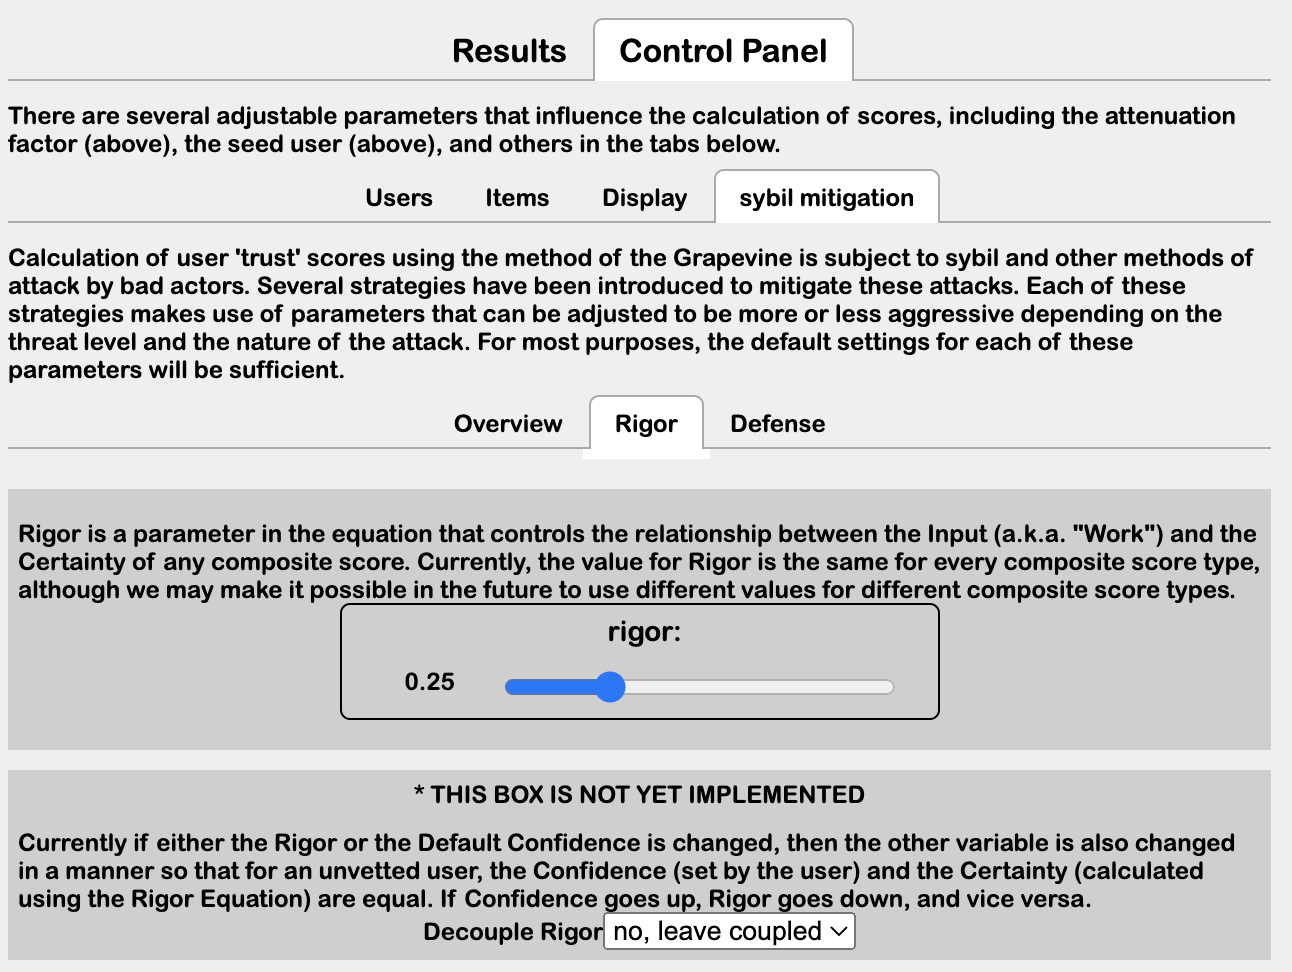 Results
Control Panel
There are several adjustable parameters that influence the calculation of scores, including the attenuation
factor (above), the seed user (above), and others in the tabs below.
Users
Items
Display
sybil mitigation
Calculation of user 'trust' scores using the method of the Grapevine is subject to sybil and other methods of
attack by bad actors. Several strategies have been introduced to mitigate these attacks. Each of these
strategies makes use of parameters that can be adjusted to be more or less aggressive depending on the
threat level and the nature of the attack. For most purposes, the default settings for each of these
parameters will be sufficient.
Overview
Rigor
Defense
Rigor is a parameter in the equation that controls the relationship between the Input (a.k.a. "Work") and the
Certainty of any composite score. Currently, the value for Rigor is the same for every composite score type,
although we may make it possible in the future to use different values for different composite score types.
rigor:
0.25
* THIS BOX IS NOT YET IMPLEMENTED
Currently if either the Rigor or the Default Confidence is changed, then the other variable is also changed
in a manner so that for an unvetted user, the Confidence (set by the user) and the Certainty (calculated
using the Rigor Equation) are equal. If Confidence goes up, Rigor goes down, and vice versa.
Decouple Rigor no, leave coupled